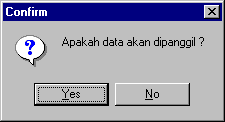 Confirm
Apakah data akan dipanggil ?
Yes
No